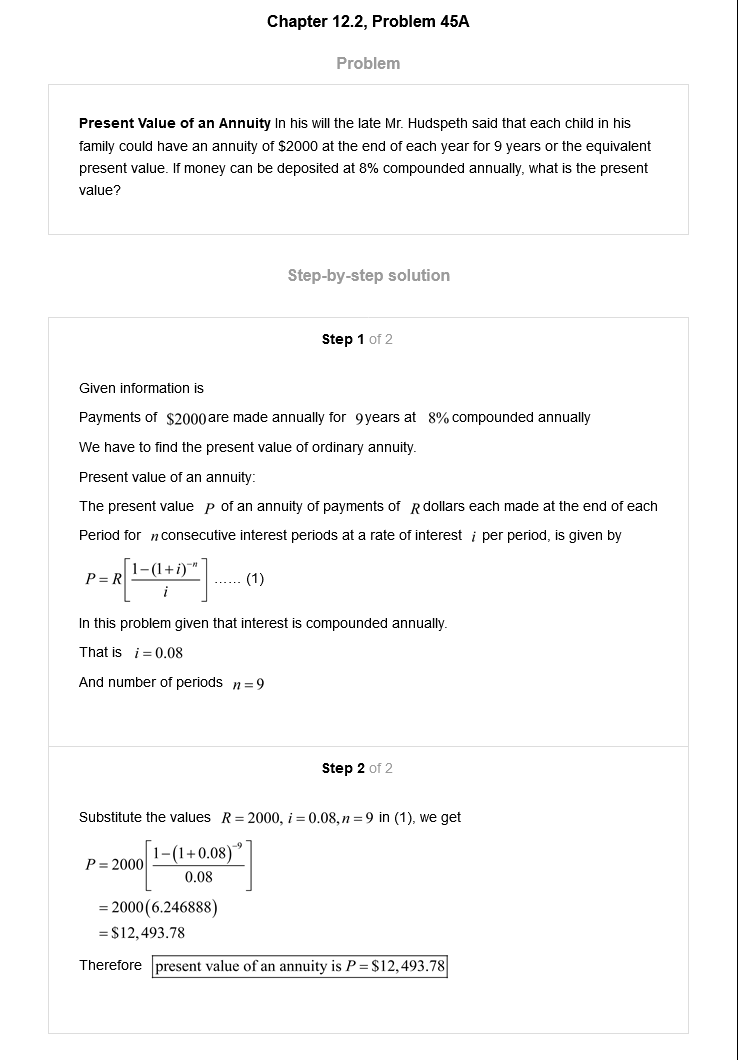 Chapter 12.2, Problem 45A
Problem
Present Value of an Annuity In his will the late Mr. Hudspeth said that each child in his
family could have an annuity of $2000 at the end of each year for 9 years or the equivalent
present value. If money can be deposited at 8% compounded annually, what is the present
value?
Step-by-step solution
Step 1 of 2
Given information is
Payments of $2000 are made annually for 9 years at 8% compounded annually
We have to find the present value of ordinary annuity.
Present value of an annuity:
The present value P of an annuity of payments of R dollars each made at the end of each
Period for n consecutive interest periods at a rate of interest i per period, is given by
P = R[(1−(1+i)⁻ⁿ)/i] ...... (1)
In this problem given that interest is compounded annually.
That is i = 0.08
And number of periods n = 9
Step 2 of 2
Substitute the values R = 2000, i = 0.08, n = 9 in (1), we get
P = 2000[(1−(1+0.08)⁻⁹)/0.08]
= 2000(6.246888)
= $12,493.78
Therefore present value of an annuity is P = $12,493.78